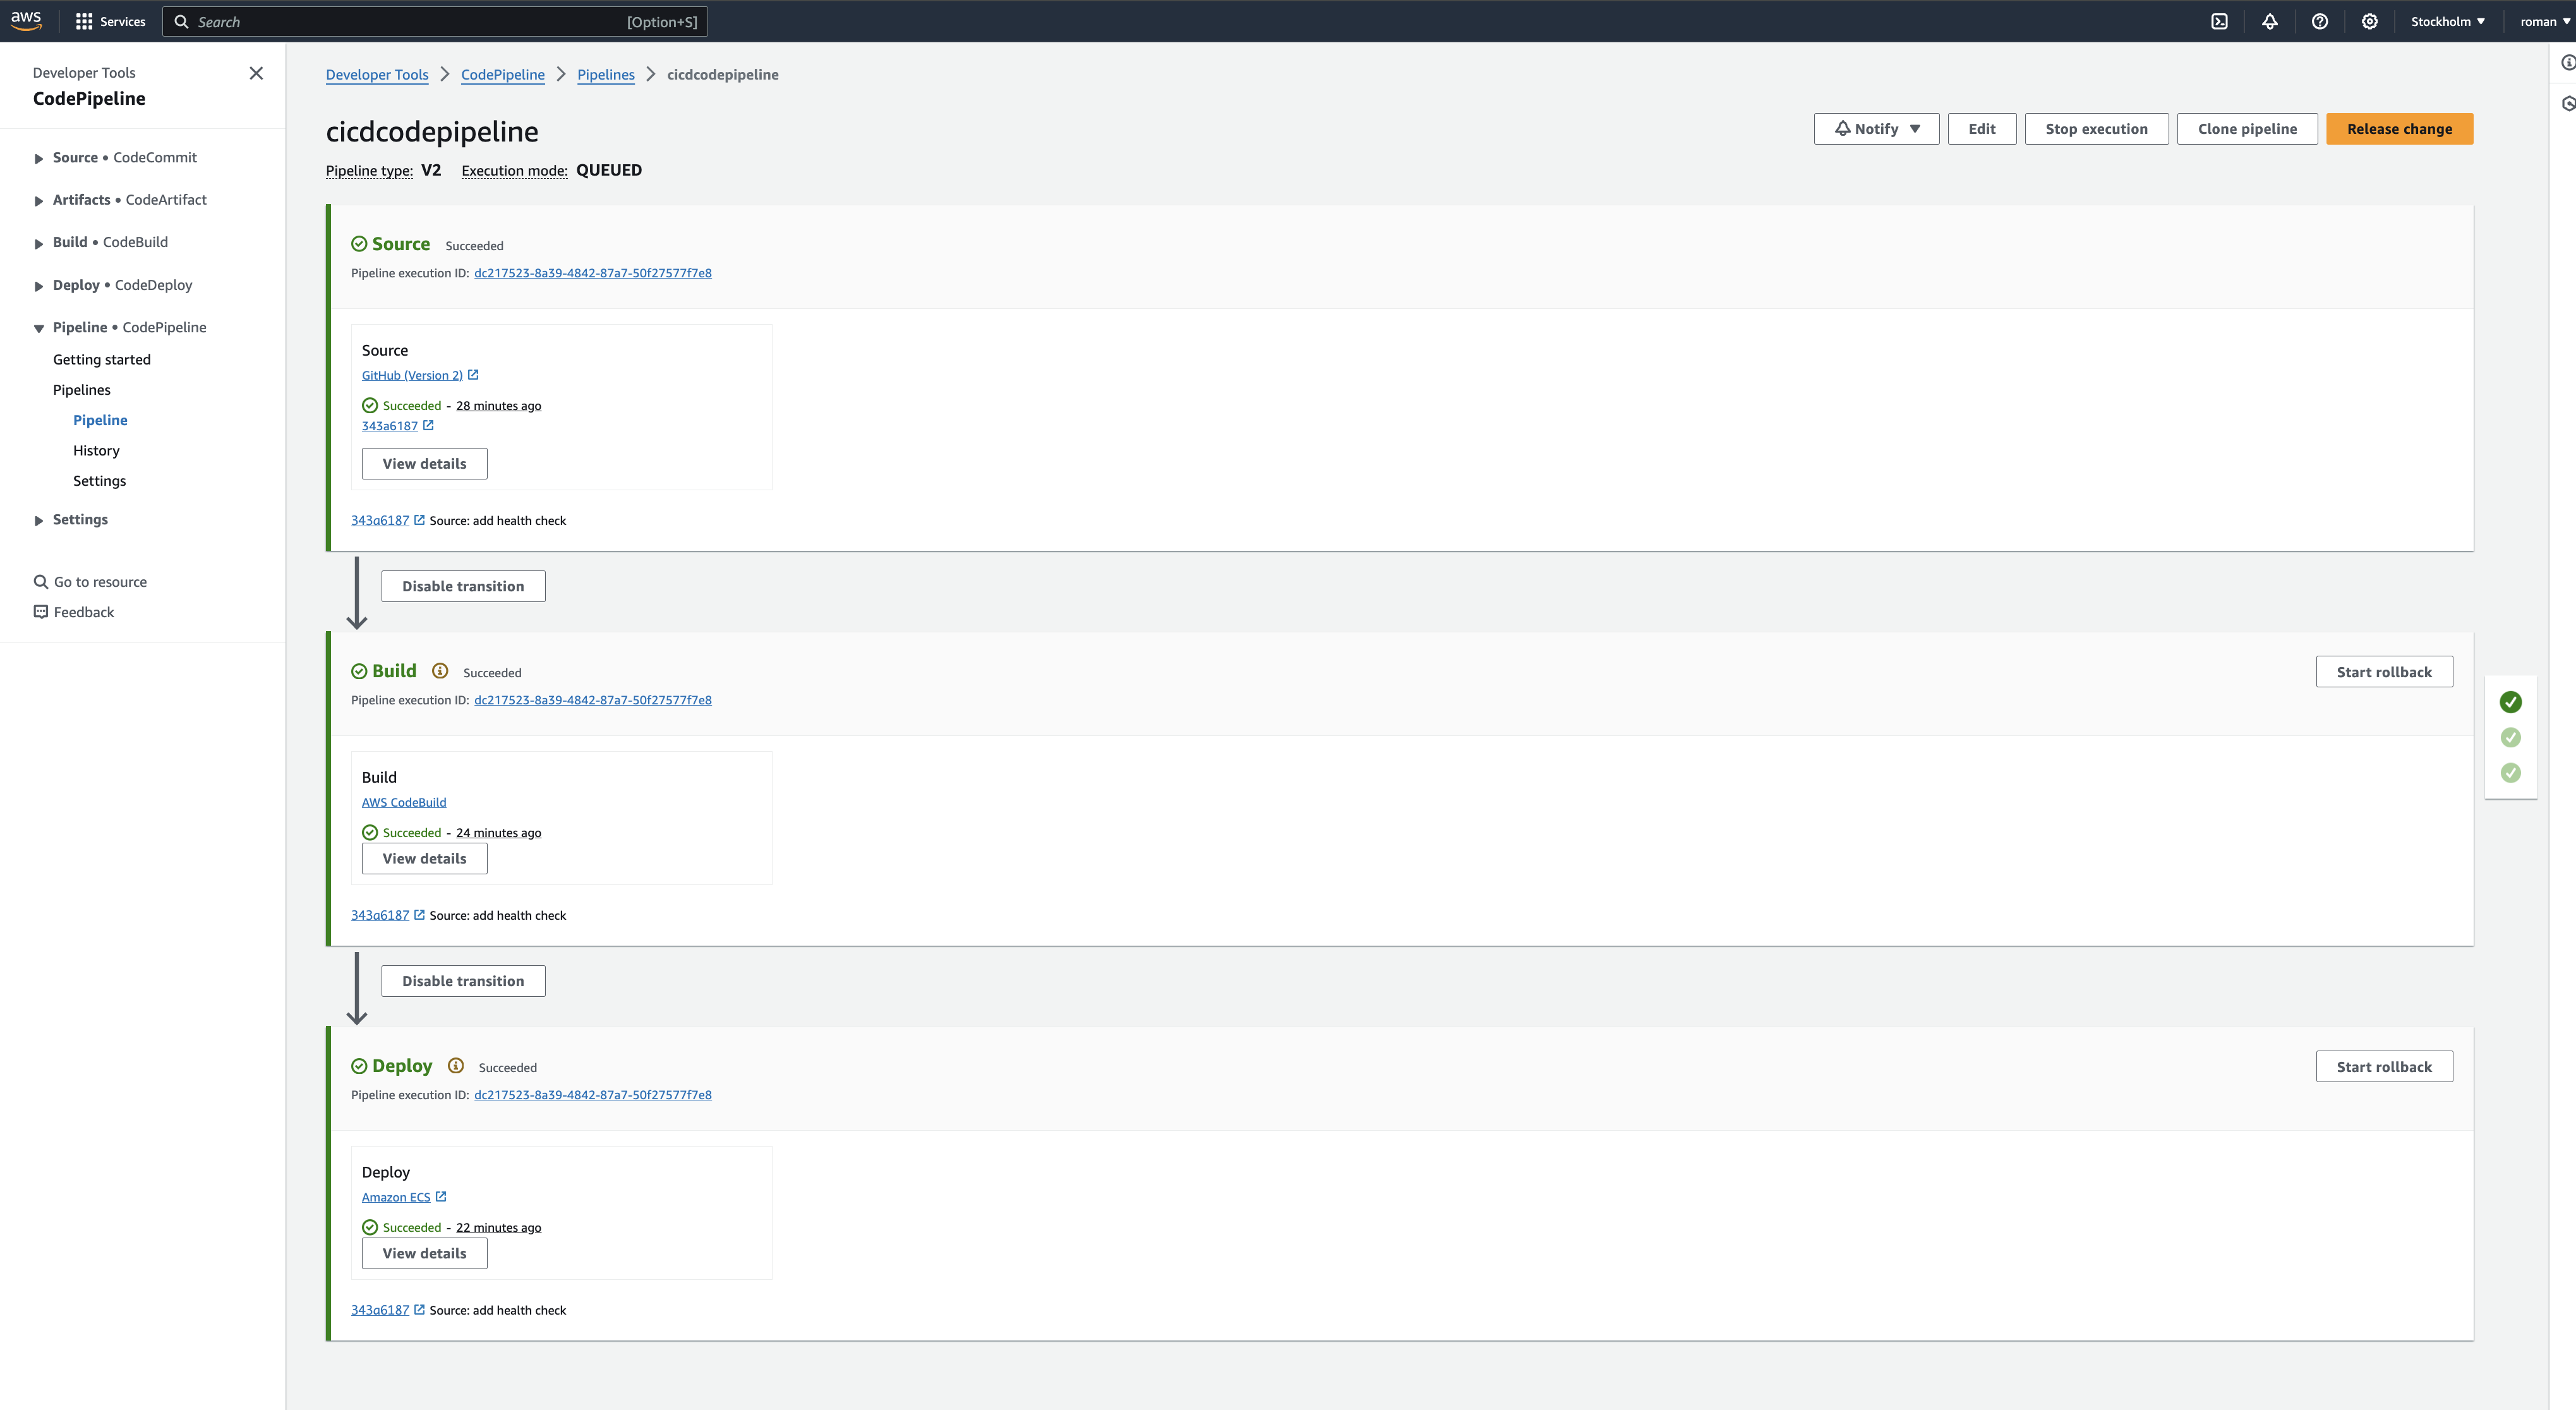 aws
Services
Search
[Option+S]
Stockholm
roman
Developer Tools
CodePipeline
Source • CodeCommit
Artifacts • CodeArtifact
Build • CodeBuild
Deploy • CodeDeploy
Pipeline • CodePipeline
Getting started
Pipelines
Pipeline
History
Settings
Settings
Go to resource
Feedback
Developer Tools
CodePipeline
Pipelines
cicdcodepipeline
cicdcodepipeline
Notify
Edit
Stop execution
Clone pipeline
Release change
Pipeline type: V2 Execution mode: QUEUED
Source Succeeded
Pipeline execution ID: dc217523-8a39-4842-87a7-50f27577f7e8
Source
GitHub (Version 2)
Succeeded - 28 minutes ago
343a6187
View details
343a6187 Source: add health check
Disable transition
Build Succeeded
Start rollback
Pipeline execution ID: dc217523-8a39-4842-87a7-50f27577f7e8
Build
AWS CodeBuild
Succeeded - 24 minutes ago
View details
343a6187 Source: add health check
Disable transition
Deploy Succeeded
Start rollback
Pipeline execution ID: dc217523-8a39-4842-87a7-50f27577f7e8
Deploy
Amazon ECS
Succeeded - 22 minutes ago
View details
343a6187 Source: add health check